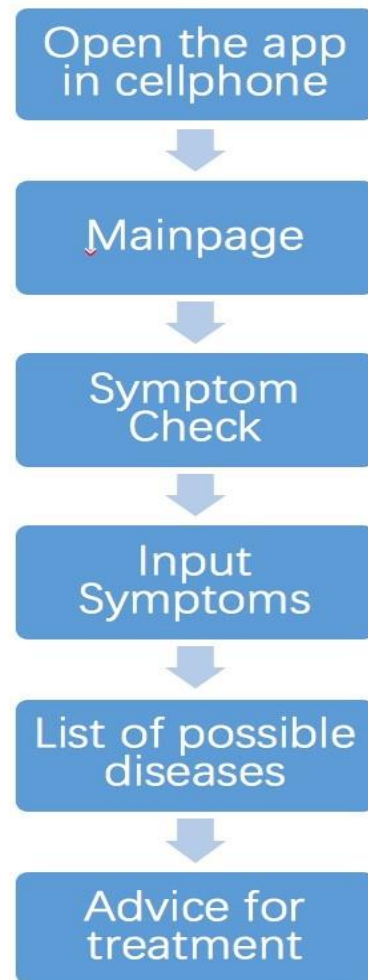 Open the app
in cellphone
Mainpage
Symptom
Check
Input
Symptoms
List of possible
diseases
Advice for
treatment